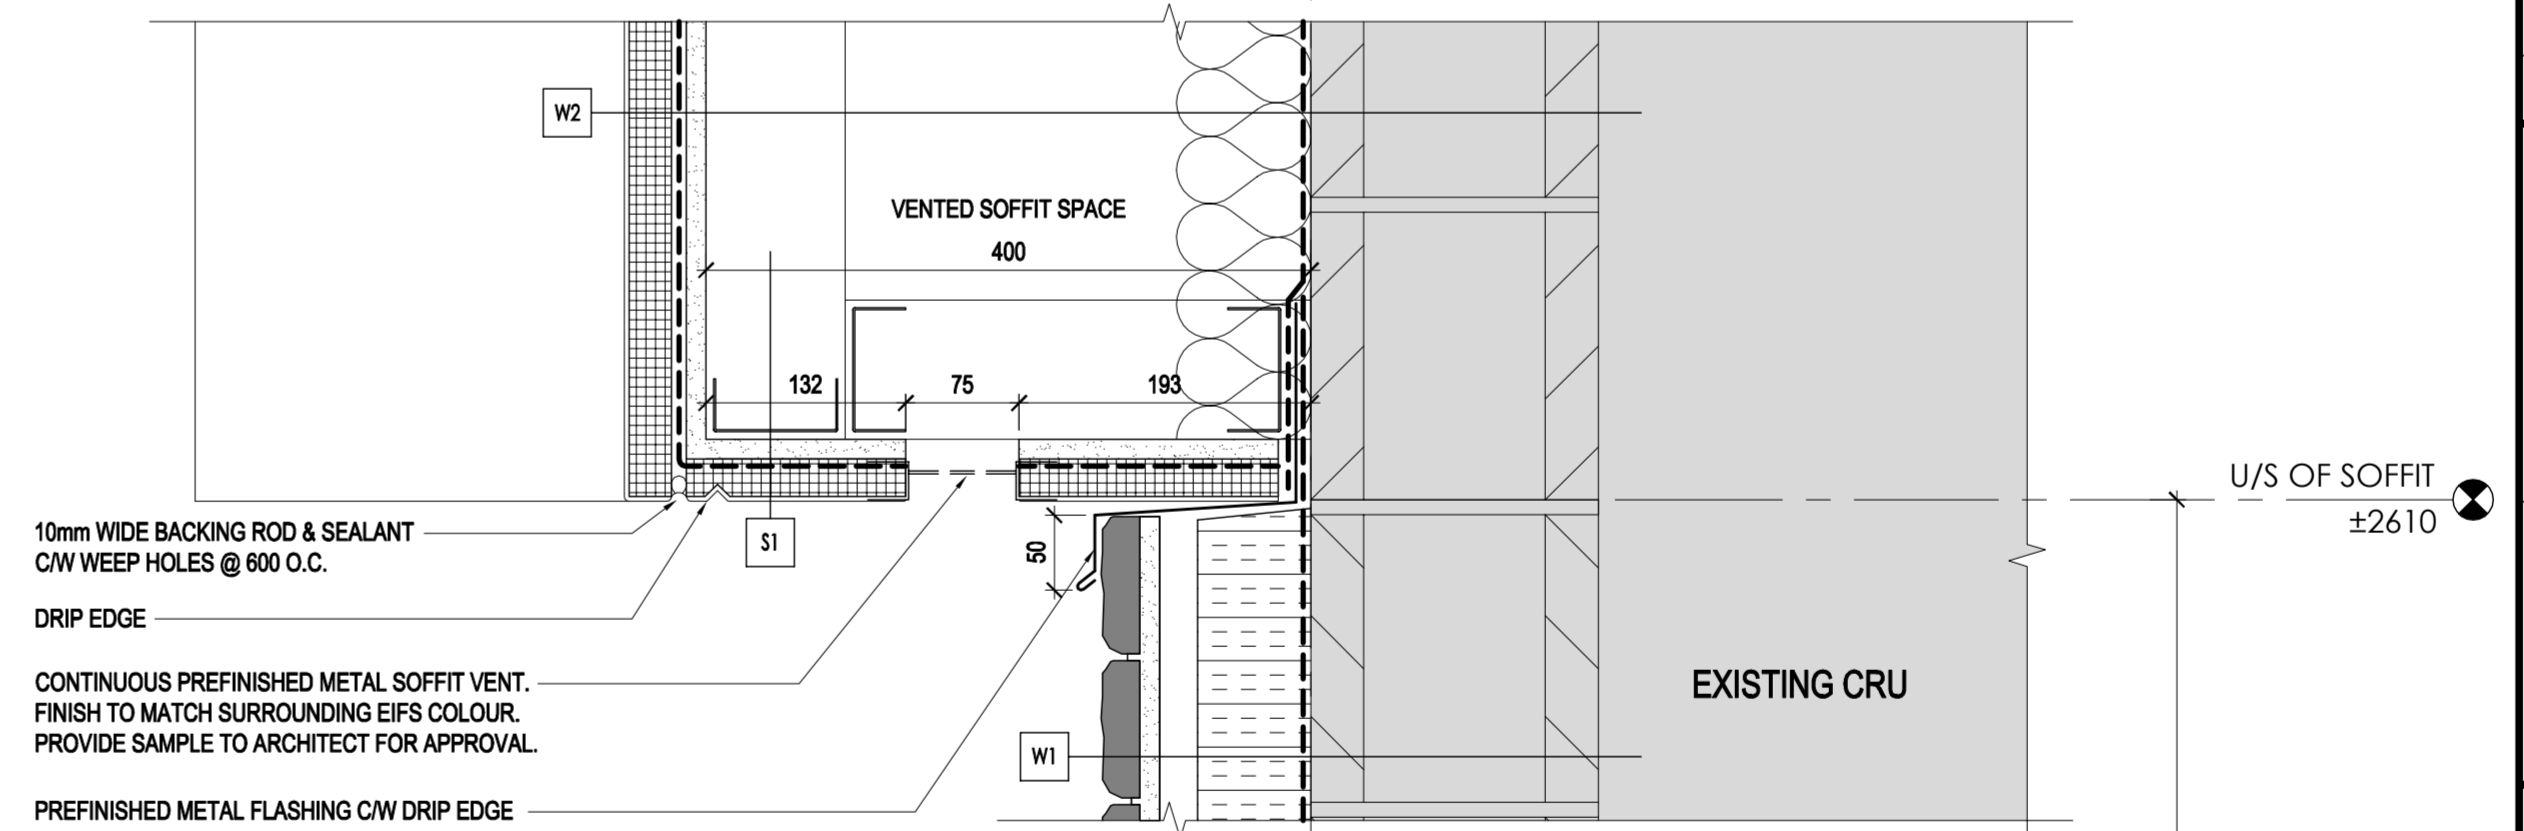 W2
VENTED SOFFIT SPACE
400
132
75
193
U/S OF SOFFIT
±2610
10mm WIDE BACKING ROD & SEALANT
C/W WEEP HOLES @ 600 O.C.
S1
50
DRIP EDGE
CONTINUOUS PREFINISHED METAL SOFFIT VENT.
FINISH TO MATCH SURROUNDING EIFS COLOUR.
PROVIDE SAMPLE TO ARCHITECT FOR APPROVAL.
EXISTING CRU
W1
PREFINISHED METAL FLASHING C/W DRIP EDGE